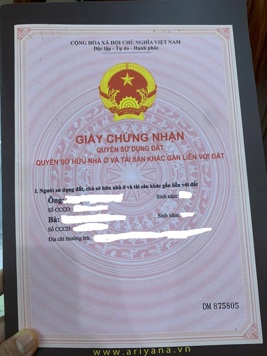 CỘNG HÒA XÃ HỘI CHỦ NGHĨA VIỆT NAM
Độc lập - Tự do - Hạnh phúc
GIẤY CHỨNG NHẬN
QUYỀN SỬ DỤNG ĐẤT
QUYỀN SỞ HỮU NHÀ Ở VÀ TÀI SẢN KHÁC GẮN LIỀN VỚI ĐẤT
I. Người sử dụng đất, chủ sở hữu nhà ở và tài sản khác gắn liền với đất
Ông: Sinh năm:
Số CCCD:
Bà: Sinh năm:
Số CCCD:
Địa chỉ thường trú:
DM 875805
www.ariyana.vn